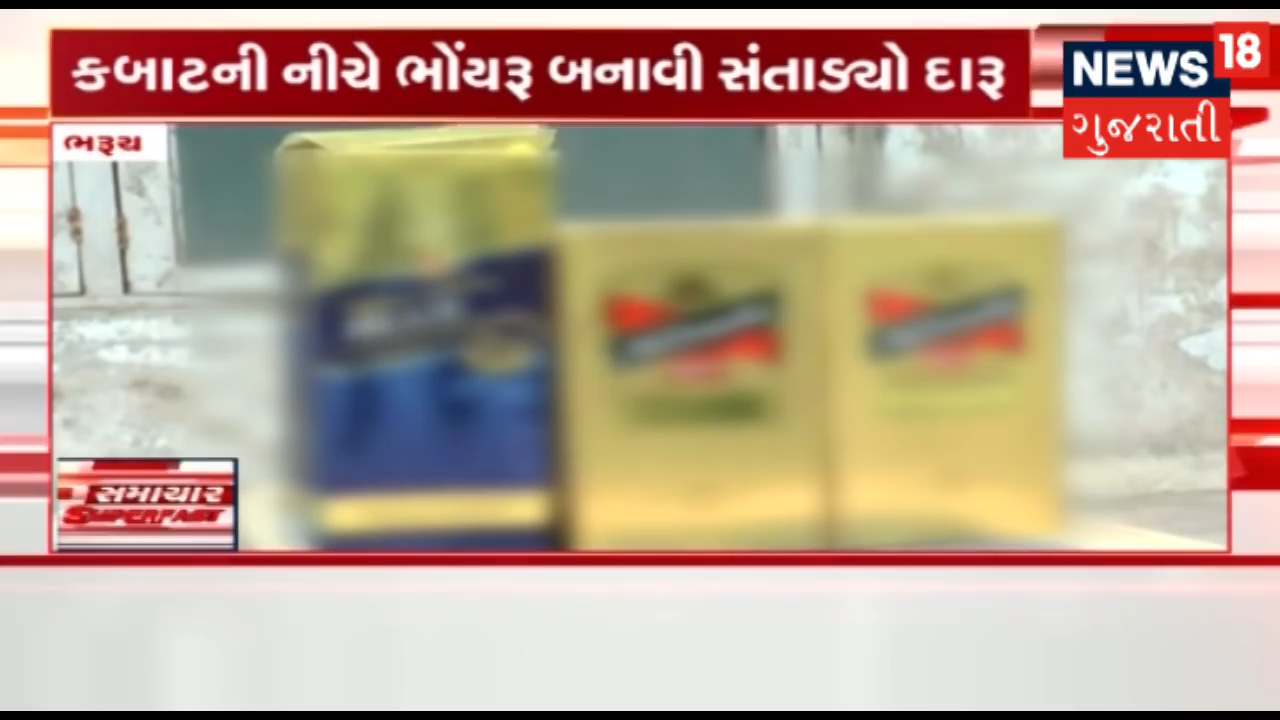 કબાટની નીચે ભોંયરૂ બનાવી સંતાડ્યો દારૂ
NEWS 18
ગુજરાતી
ભરૂચ
સમાચાર
SUPERFAST